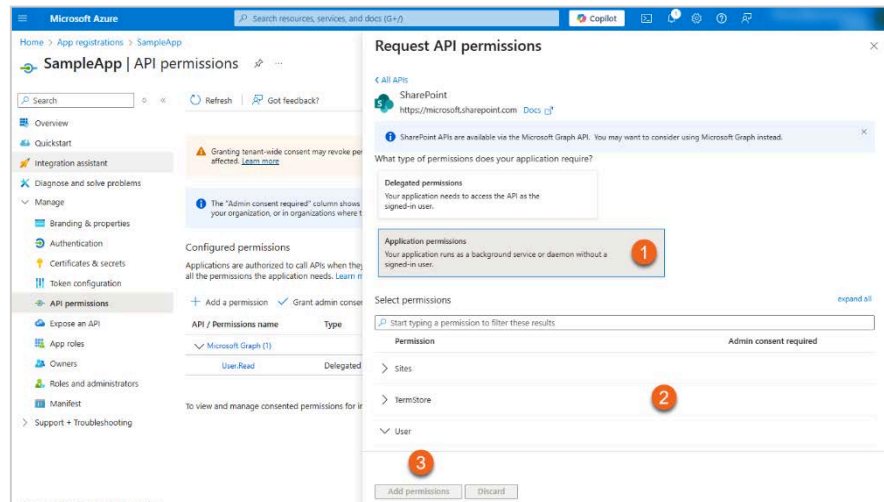 Microsoft Azure
Search resources, services, and docs (G+/)
Copilot
1
Home > App registrations > SampleApp
SampleApp | API permissions
Search
Refresh
Got feedback?
Overview
Quickstart
Integration assistant
Diagnose and solve problems
Manage
Branding & properties
Authentication
Certificates & secrets
Token configuration
API permissions
Expose an API
App roles
Owners
Roles and administrators
Manifest
Support + Troubleshooting
Granting tenant-wide consent may revoke per
affected. Learn more
The "Admin consent required" column shows
your organization, or in organizations where t
Configured permissions
Applications are authorized to call APIs when they
all the permissions the application needs. Learn m
Add a permission
Grant admin conser
API / Permissions name
Type
Microsoft Graph (1)
User.Read
Delegated
To view and manage consented permissions for ir
Request API permissions
All APIs
SharePoint
https://microsoft.sharepoint.com Docs
SharePoint APIs are available via the Microsoft Graph API. You may want to consider using Microsoft Graph instead.
What type of permissions does your application require?
Delegated permissions
Your application needs to access the API as the
signed-in user.
Application permissions
Your application runs as a background service or daemon without a
signed-in user.
1
Select permissions
expand all
Start typing a permission to filter these results
Permission
Admin consent required
Sites
TermStore
2
User
3
Add permissions
Discard